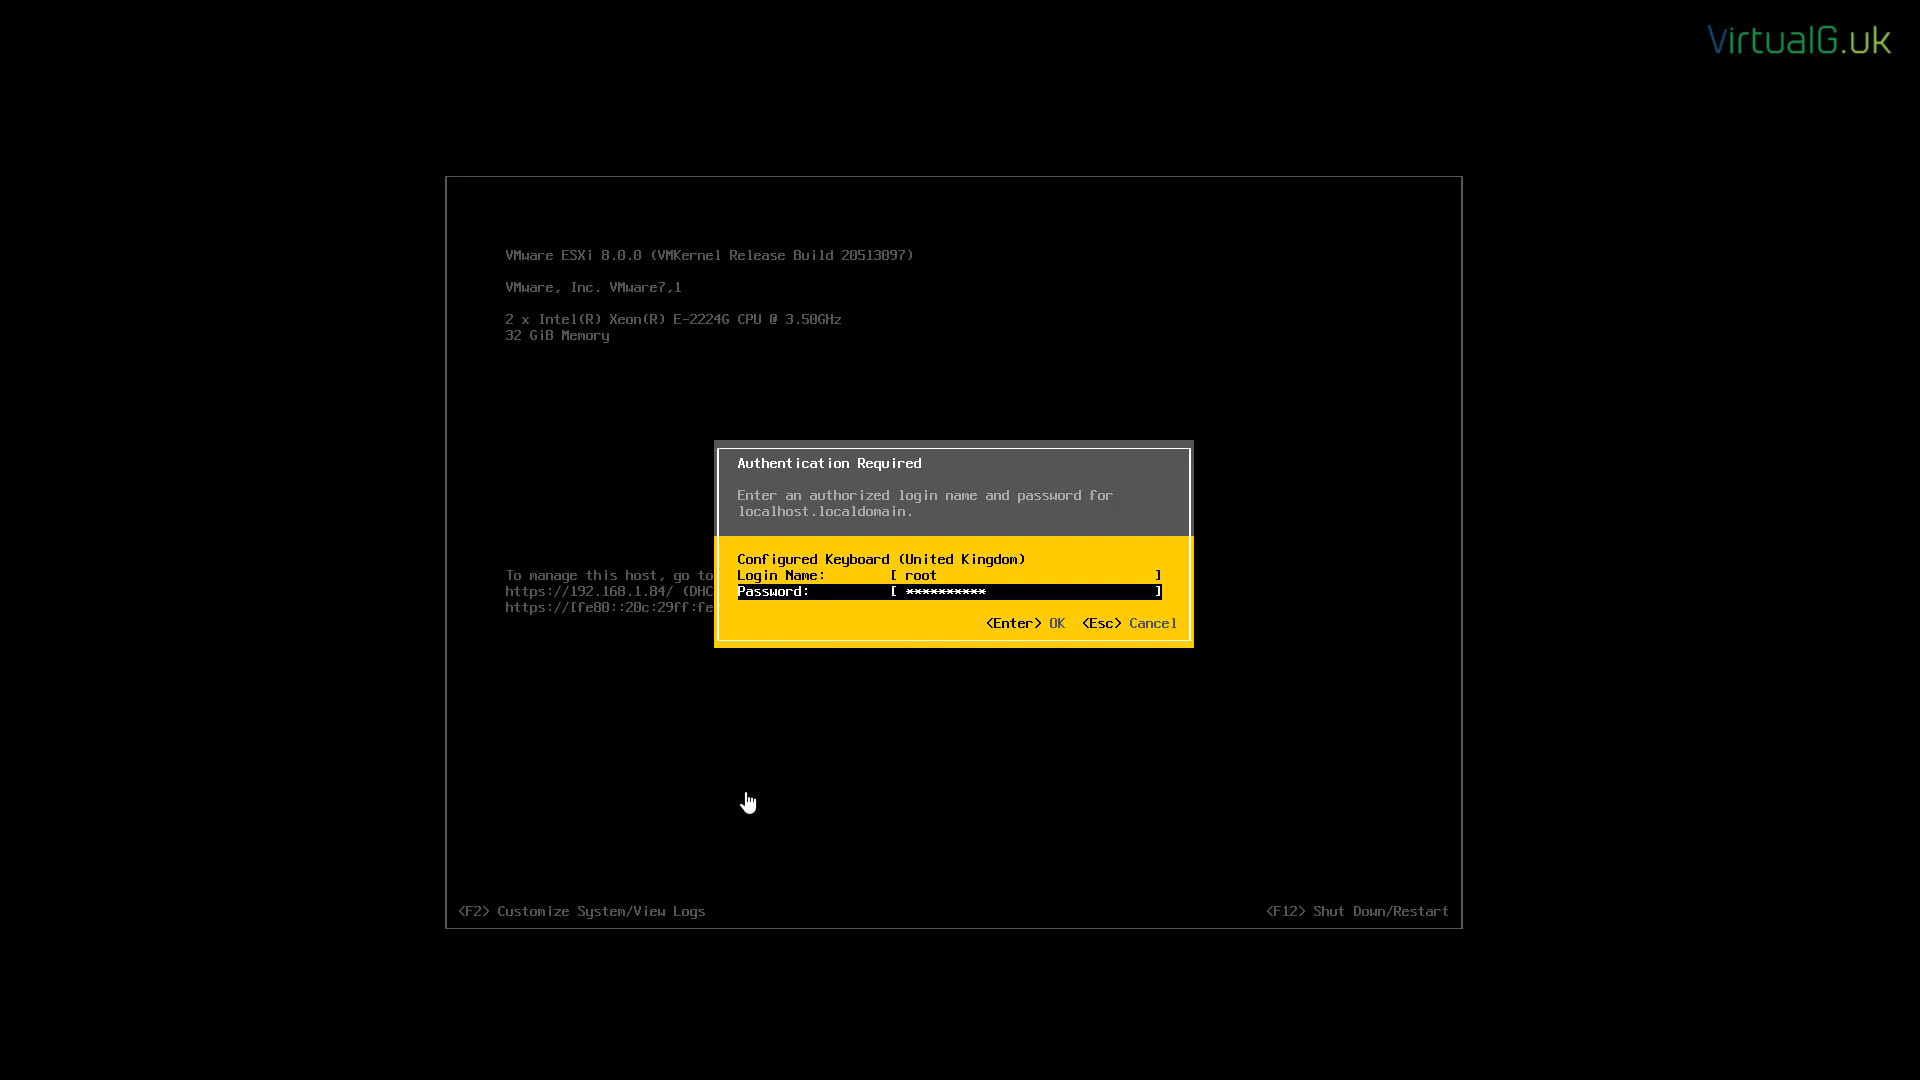 VirtualG.uk
VMware ESXi 8.0.0 (VMKernel Release Build 20513097)
VMware, Inc. VMware7,1
2 x Intel(R) Xeon(R) E-2224G CPU @ 3.50GHz
32 GiB Memory
Authentication Required
Enter an authorized login name and password for
localhost.localdomain.
Configured Keyboard (United Kingdom)
Login Name: [ root ]
Password: [ ********** ]
<Enter> OK <Esc> Cancel
To manage this host, go to
https://192.168.1.84/ (DHC
https://[fe80::20c:29ff:fe
<F2> Customize System/View Logs
<F12> Shut Down/Restart